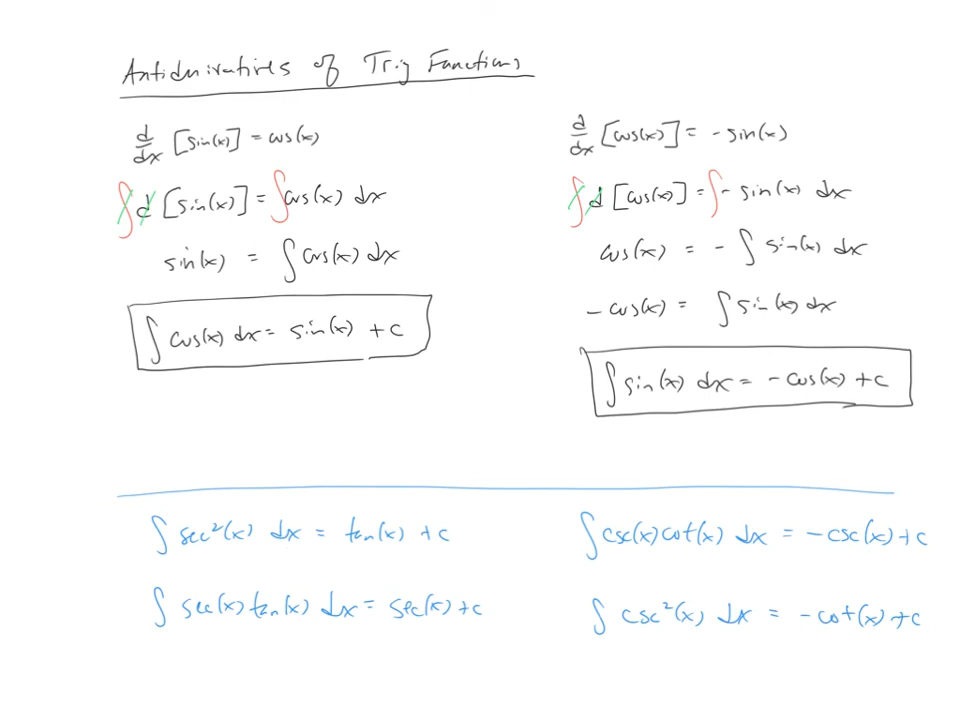 Antiderivatives of Trig Functions
d/dx [sin(x)] = cos(x)
∫ d [sin(x)] = ∫ cos(x) dx
sin(x) = ∫ cos(x) dx
∫ cos(x) dx = sin(x) + c
d/dx [cos(x)] = - sin(x)
∫ d [cos(x)] = ∫ - sin(x) dx
cos(x) = - ∫ sin(x) dx
- cos(x) = ∫ sin(x) dx
∫ sin(x) dx = - cos(x) + c
∫ sec²(x) dx = tan(x) + c
∫ sec(x) tan(x) dx = sec(x) + c
∫ csc(x) cot(x) dx = - csc(x) + c
∫ csc²(x) dx = - cot(x) + c